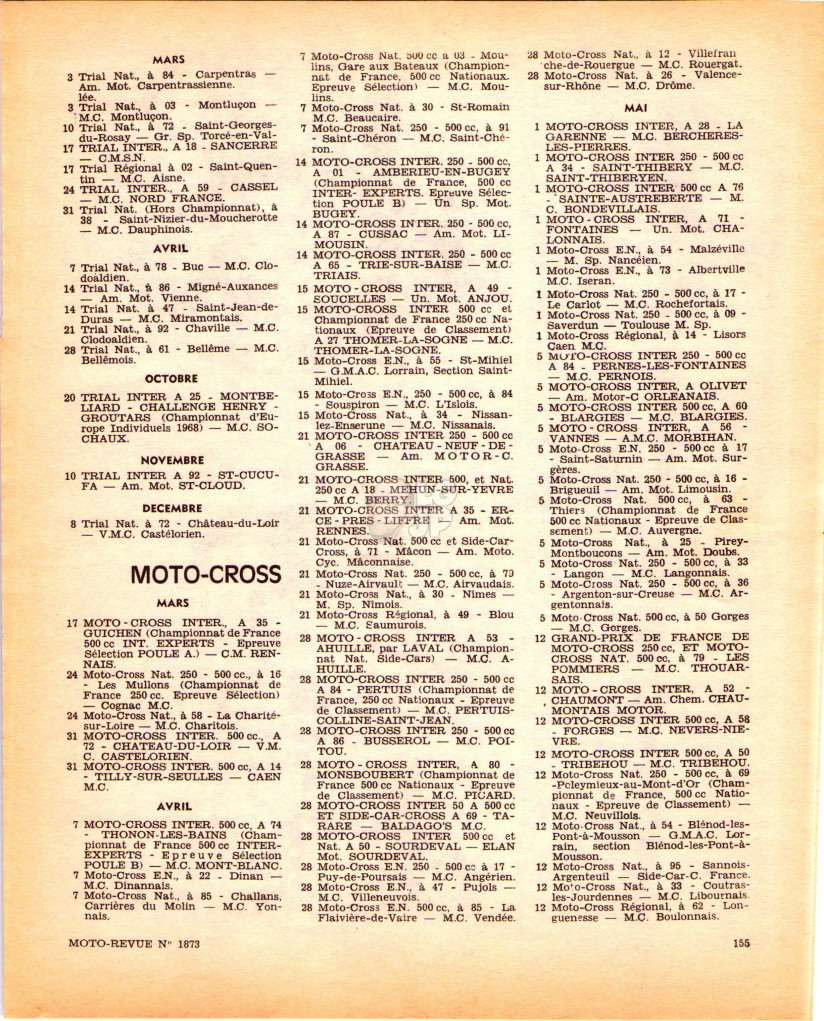 MARS
3 Trial Nat., à 84 - Carpentras —
Am. Mot. Carpentrassienne.
lée.
3 Trial Nat., à 03 - Montluçon —
M.C. Montluçon.
10 Trial Nat., à 72 - Saint-Georges-
du-Rosay — Gr. Sp. Torcé-en-Val-
17 TRIAL INTER., A 18 - SANCERRE
— C.M.S.N.
17 Trial Régional à 02 - Saint-Quen-
tin — M.C. Aisne.
24 TRIAL INTER., A 59 - CASSEL
— M.C. NORD FRANCE.
31 Trial Nat. (Hors Championnat), à
38 - Saint-Nizier-du-Moucherotte
— M.C. Dauphinois.
AVRIL
7 Trial Nat., à 78 - Buc — M.C. Clo-
doaldien.
14 Trial Nat., à 86 - Migné-Auxances
— Am. Mot. Vienne.
14 Trial Nat. à 47 - Saint-Jean-de-
Duras — M.C. Miramontais.
21 Trial Nat., à 92 - Chaville — M.C.
Clodoaldien.
28 Trial Nat., à 61 - Bellême — M.C.
Bellêmois.
OCTOBRE
20 TRIAL INTER A 25 - MONTBE-
LIARD - CHALLENGE HENRY -
GROUTARS (Championnat d'Eu-
rope Individuels 1968) — M.C. SO-
CHAUX.
NOVEMBRE
10 TRIAL INTER A 92 - ST-CUCU-
FA — Am. Mot. ST-CLOUD.
DECEMBRE
8 Trial Nat. à 72 - Château-du-Loir
— V.M.C. Castélorien.
MOTO-CROSS
MARS
17 MOTO - CROSS INTER., A 35 -
GUICHEN (Championnat de France
500 cc INT. EXPERTS - Epreuve
Sélection POULE A.) — C.M. REN-
NAIS.
24 Moto-Cross Nat. 250 - 500 cc., à 16
- Les Mullons (Championnat de
France 250 cc. Epreuve Sélection)
— Cognac M.C.
24 Moto-Cross Nat., à 58 - La Charité-
sur-Loire — M.C. Charitois.
31 MOTO-CROSS INTER. 500 cc., A
72 - CHATEAU-DU-LOIR — V.M.
C. CASTELORIEN.
31 MOTO-CROSS INTER. 500 cc, A 14
- TILLY-SUR-SEULLES — CAEN
M.C.
AVRIL
7 MOTO-CROSS INTER. 500 cc, A 74
- THONON-LES-BAINS (Cham-
pionnat de France 500 cc INTER-
EXPERTS - Epreuve Sélection
POULE B) — M.C. MONT-BLANC.
7 Moto-Cross E.N., à 22 - Dinan —
M.C. Dinannais.
7 Moto-Cross Nat., à 85 - Challans,
Carrières du Molin — M.C. Yon-
nais.
7 Moto-Cross Nat. 500 cc à 03 - Mou-
lins, Gare aux Bateaux (Champion-
nat de France, 500 cc Nationaux.
Epreuve Sélection) — M.C. Mou-
lins.
7 Moto-Cross Nat. à 30 - St-Romain
M.C. Beaucaire.
7 Moto-Cross Nat. 250 - 500 cc, à 91
- Saint-Chéron — M.C. Saint-Ché-
ron.
14 MOTO-CROSS INTER. 250 - 500 cc,
A 01 - AMBERIEU-EN-BUGEY
(Championnat de France, 500 cc
INTER- EXPERTS. Epreuve Sélec-
tion POULE B) — Un. Sp. Mot.
BUGEY.
14 MOTO-CROSS INTER. 250 - 500 cc,
A 87 - CUSSAC — Am. Mot. LI-
MOUSIN.
14 MOTO-CROSS INTER. 250 - 500 cc
A 65 - TRIE-SUR-BAISE — M.C.
TRIAIS.
15 MOTO - CROSS INTER, A 49 -
SOUCELLES — Un. Mot. ANJOU.
15 MOTO-CROSS INTER 500 cc et
Championnat de France 250 cc Na-
tionaux (Epreuve de Classement)
A 27 THOMER-LA-SOGNE — M.C.
THOMER-LA-SOGNE.
15 Moto-Cross E.N., à 55 - St-Mihiel
— G.M.A.C. Lorrain, Section Saint-
Mihiel.
15 Moto-Cross E.N., 250 - 500 cc, à 84
- Souspiron — M.C. L'Islois.
15 Moto-Cross Nat., à 34 - Nissan-
lez-Enserune — M.C. Nissanais.
21 MOTO-CROSS INTER 250 - 500 cc
A 06 - CHATEAU - NEUF - DE -
GRASSE — Am. MOTOR-C.
GRASSE.
21 MOTO-CROSS INTER 500, et Nat.
250 cc A 18 - MEHUN-SUR-YEVRE
— M.C. BERRY.
21 MOTO-CROSS INTER A 35 - ER-
CE - PRES - LIFFRE — Am. Mot.
RENNES.
21 Moto-Cross Nat. 500 cc et Side-Car-
Cross, à 71 - Mâcon — Am. Moto.
Cyc. Mâconnaise.
21 Moto-Cross Nat. 250 - 500 cc, à 79
- Nuze-Airvault — M.C. Airvaudais.
21 Moto-Cross Nat., à 30 - Nîmes —
M. Sp. Nimois.
21 Moto-Cross Régional, à 49 - Blou
— M.C. Saumurois.
28 MOTO - CROSS INTER A 53 -
AHUILLE, par LAVAL (Champion-
nat Nat. Side-Cars) — M.C. A-
HUILLE.
28 MOTO-CROSS INTER 250 - 500 cc
A 84 - PERTUIS (Championnat de
France, 250 cc Nationaux - Epreuve
de Classement) — M.C. PERTUIS-
COLLINE-SAINT-JEAN.
28 MOTO-CROSS INTER 250 - 500 cc
A 86 - BUSSEROL — M.C. POI-
TOU.
28 MOTO - CROSS INTER, A 80 -
MONSBOUBERT (Championnat de
France 500 cc Nationaux - Epreuve
de Classement) — M.C. PICARD.
28 MOTO-CROSS INTER 50 A 500 cc
ET SIDE-CAR-CROSS A 69 - TA-
RARE — BALDAGO'S M.C.
28 MOTO-CROSS INTER 500 cc et
Nat. A 50 - SOURDEVAL — ELAN
Mot. SOURDEVAL.
28 Moto-Cross E.N. 250 - 500 cc à 17 -
Puy-de-Poursais — M.C. Angérien.
28 Moto-Cross E.N., à 47 - Pujols —
M.C. Villeneuvois.
28 Moto-Cross E.N. 500 cc, à 85 - La
Flaivière-de-Vaire — M.C. Vendée.
28 Moto-Cross Nat., à 12 - Villefran
che-de-Rouergue — M.C. Rouergat.
28 Moto-Cross Nat. à 26 - Valence-
sur-Rhône — M.C. Drôme.
MAI
1 MOTO-CROSS INTER, A 28 - LA
GARENNE — M.C. BERCHERES-
LES-PIERRES.
1 MOTO-CROSS INTER 250 - 500 cc
A 34 - SAINT-THIBERY — M.C.
SAINT-THIBERYEN.
1 MOTO-CROSS INTER 500 cc A 76
- SAINTE-AUSTREBERTE — M.
C. BONDEVILLAIS.
1 MOTO - CROSS INTER, A 71 -
FONTAINES — Un. Mot. CHA-
LONNAIS.
1 Moto-Cross E.N., à 54 - Malzéville
— M. Sp. Nancéien.
1 Moto-Cross E.N., à 73 - Albertville
M.C. Iseran.
1 Moto-Cross Nat. 250 - 500 cc, à 17 -
Le Carlot — M.C. Rochefortais.
1 Moto-Cross Nat. 250 - 500 cc, à 09 -
Saverdun — Toulouse M. Sp.
1 Moto-Cross Régional, à 14 - Lisors
Caen M.C.
5 MOTO-CROSS INTER 250 - 500 cc
A 84 - PERNES-LES-FONTAINES
— M.C. PERNOIS.
5 MOTO-CROSS INTER, A OLIVET
— Am. Motor-C ORLEANAIS.
5 MOTO-CROSS INTER 500 cc, A 60
- BLARGIES — M.C. BLARGIES.
5 MOTO - CROSS INTER, A 56 -
VANNES — A.M.C. MORBIHAN.
5 Moto-Cross E.N. 250 - 500 cc à 17
- Saint-Saturnin — Am. Mot. Sur-
gères.
5 Moto-Cross Nat. 250 - 500 cc, à 16 -
Brigueuil — Am. Mot. Limousin.
5 Moto-Cross Nat. 500 cc, à 63 -
Thiers (Championnat de France
500 cc Nationaux - Epreuve de Clas-
sement) — M.C. Auvergne.
5 Moto-Cross Nat., à 25 - Pirey-
Montboucons — Am. Mot. Doubs.
5 Moto-Cross Nat. 250 - 500 cc, à 33
- Langon — M.C. Langonnais.
5 Moto-Cross Nat. 250 - 500 cc, à 36
- Argenton-sur-Creuse — M.C. Ar-
gentonnais.
5 Moto-Cross Nat. 500 cc, à 50 Gorges
— M.C. Gorges.
12 GRAND-PRIX DE FRANCE DE
MOTO-CROSS 250 cc, ET MOTO-
CROSS NAT. 500 cc, à 79 - LES
POMMIERS — M.C. THOUAR-
SAIS.
12 MOTO - CROSS INTER, A 52 -
CHAUMONT — Am. Chem. CHAU-
MONTAIS MOTOR.
12 MOTO-CROSS INTER 500 cc, A 58
- FORGES — M.C. NEVERS-NIE-
VRE.
12 MOTO-CROSS INTER 500 cc, A 50
- TRIBEHOU — M.C. TRIBEHOU.
12 Moto-Cross Nat. 250 - 500 cc, à 69
-Poleymieux-au-Mont-d'Or (Cham-
pionnat de France, 500 cc Natio-
naux - Epreuve de Classement) —
M.C. Neuvillois.
12 Moto-Cross Nat., à 54 - Blénod-les-
Pont-à-Mousson — G.M.A.C. Lor-
rain, section Blénod-les-Pont-à-
Mousson.
12 Moto-Cross Nat., à 95 - Sannois-
Argenteuil — Side-Car-C. France.
12 Moto-Cross Nat., à 33 - Coutras-
les-Jourdennes — M.C. Libournais.
12 Moto-Cross Régional, à 62 - Lon-
guenesse — M.C. Boulonnais.
MOTO-REVUE N° 1873
155